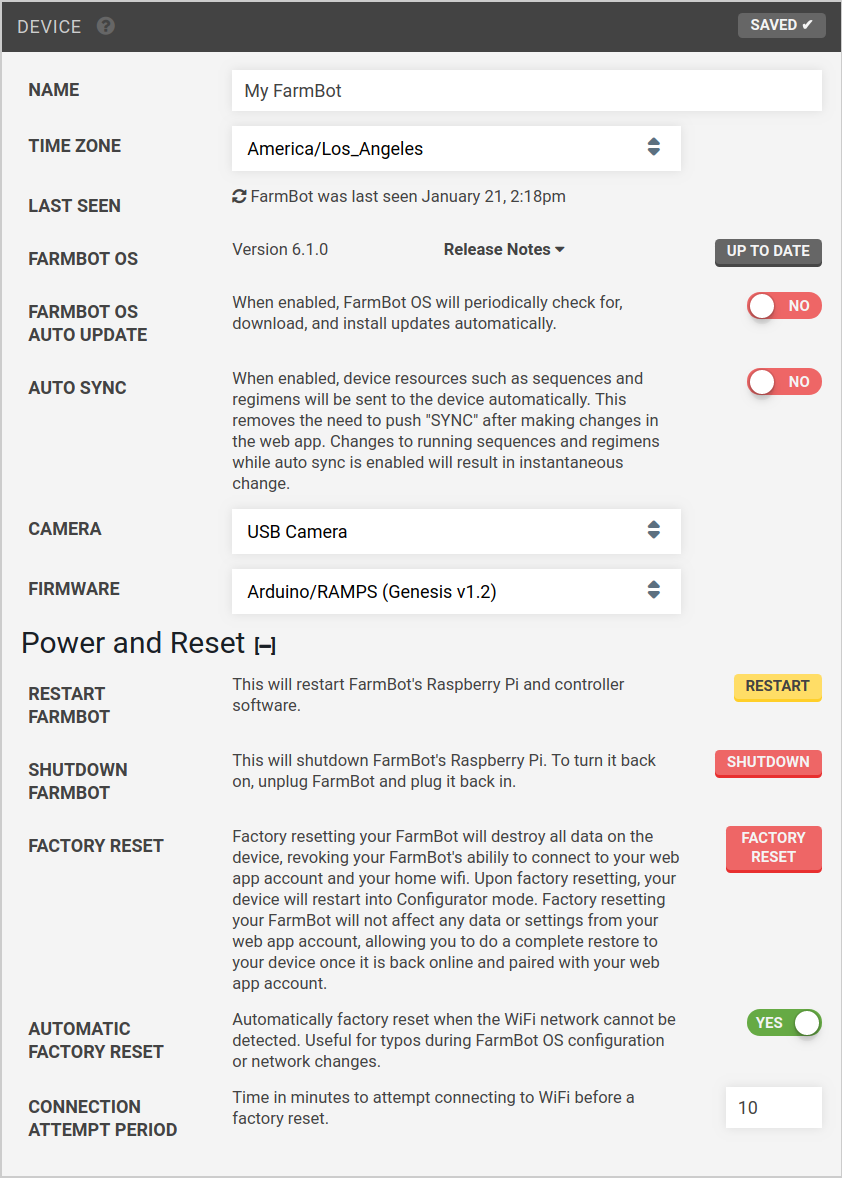 DEVICE ? SAVED ✔
NAME My FarmBot
TIME ZONE America/Los_Angeles
LAST SEEN FarmBot was last seen January 21, 2:18pm
FARMBOT OS Version 6.1.0 Release Notes UP TO DATE
FARMBOT OS
AUTO UPDATE
When enabled, FarmBot OS will periodically check for,
download, and install updates automatically.
NO
AUTO SYNC
When enabled, device resources such as sequences and
regimens will be sent to the device automatically. This
removes the need to push "SYNC" after making changes in
the web app. Changes to running sequences and regimens
while auto sync is enabled will result in instantaneous
change.
NO
CAMERA USB Camera
FIRMWARE Arduino/RAMPS (Genesis v1.2)
Power and Reset [–]
RESTART
FARMBOT
This will restart FarmBot's Raspberry Pi and controller
software.
RESTART
SHUTDOWN
FARMBOT
This will shutdown FarmBot's Raspberry Pi. To turn it back
on, unplug FarmBot and plug it back in.
SHUTDOWN
FACTORY RESET
Factory resetting your FarmBot will destroy all data on the
device, revoking your FarmBot's abilily to connect to your web
app account and your home wifi. Upon factory resetting, your
device will restart into Configurator mode. Factory resetting
your FarmBot will not affect any data or settings from your
web app account, allowing you to do a complete restore to
your device once it is back online and paired with your web
app account.
FACTORY
RESET
AUTOMATIC
FACTORY RESET
Automatically factory reset when the WiFi network cannot be
detected. Useful for typos during FarmBot OS configuration
or network changes.
YES
CONNECTION
ATTEMPT PERIOD
Time in minutes to attempt connecting to WiFi before a
factory reset.
10